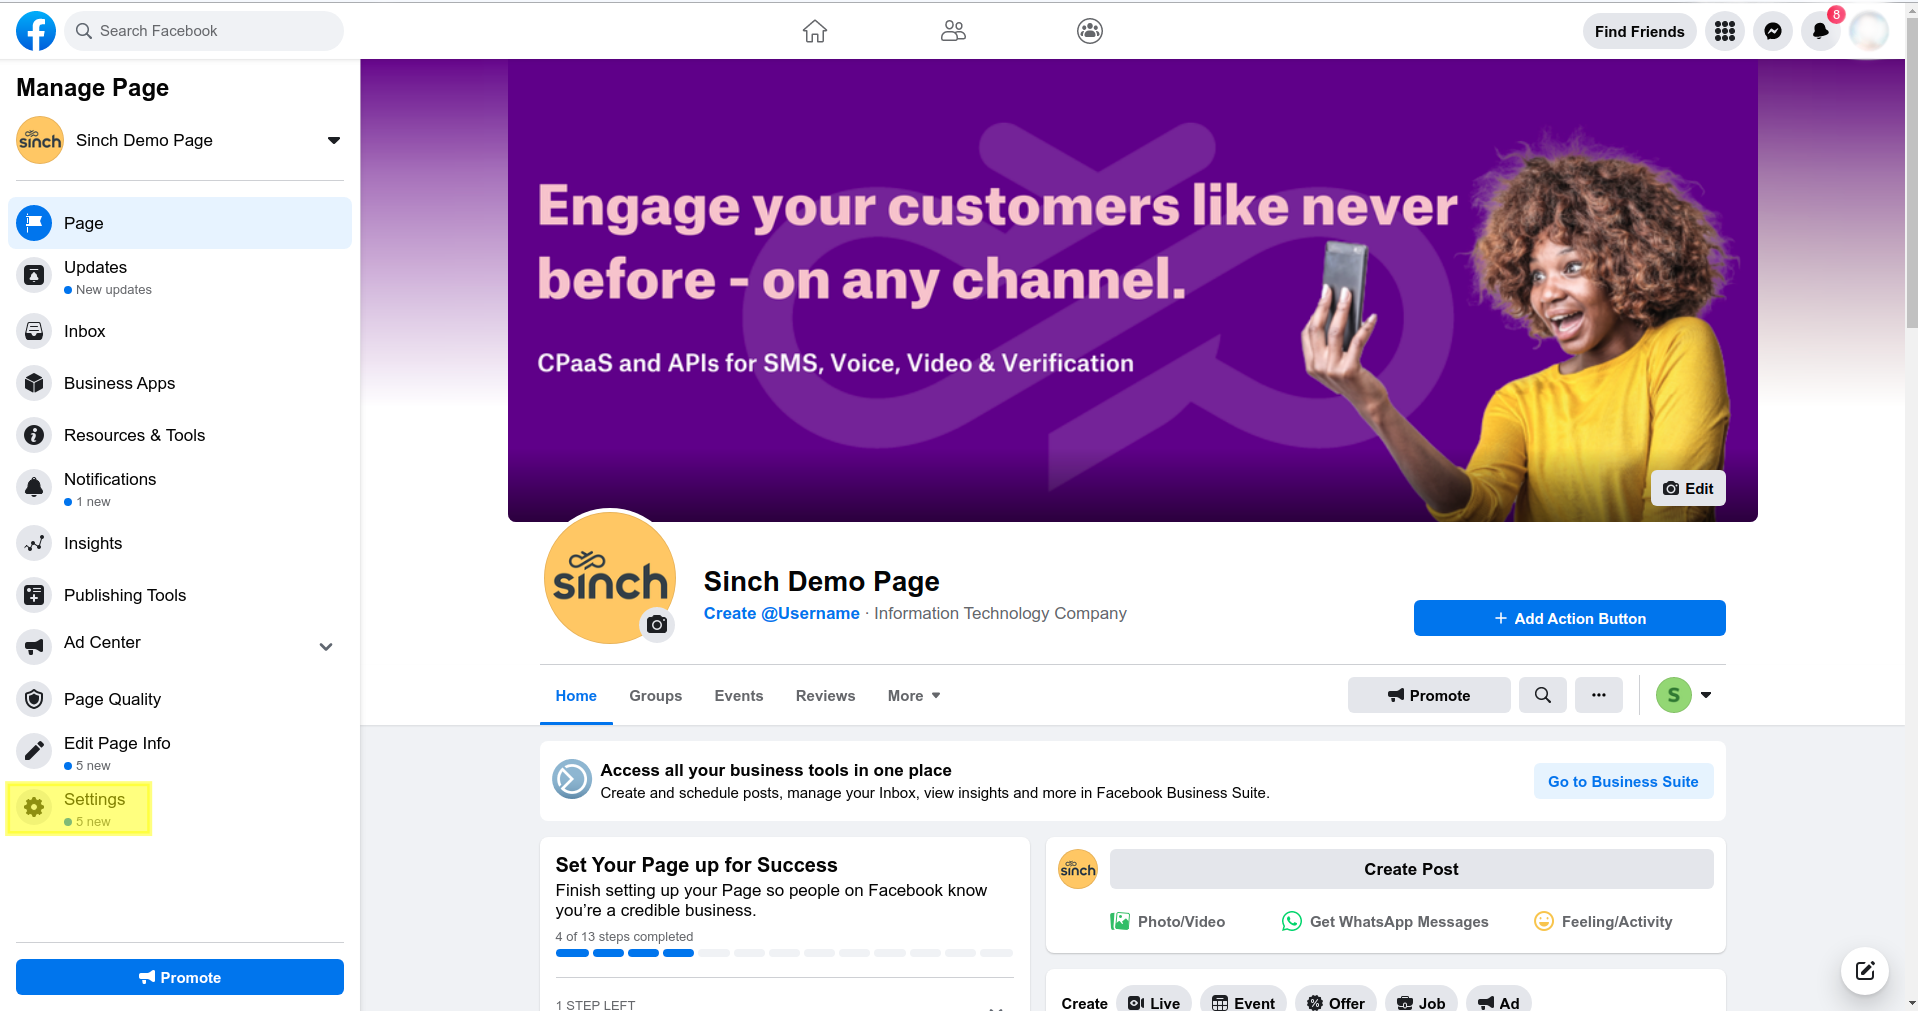 Search Facebook
Find Friends
8
Manage Page
sinch
Sinch Demo Page
Page
Updates
New updates
Inbox
Business Apps
Resources & Tools
Notifications
1 new
Insights
Publishing Tools
Ad Center
Page Quality
Edit Page Info
5 new
Settings
5 new
Promote
Engage your customers like never
before - on any channel.
CPaaS and APIs for SMS, Voice, Video & Verification
Edit
sinch
Sinch Demo Page
Create @Username · Information Technology Company
+ Add Action Button
Home Groups Events Reviews More
Promote
S
Access all your business tools in one place
Create and schedule posts, manage your Inbox, view insights and more in Facebook Business Suite.
Go to Business Suite
Set Your Page up for Success
Finish setting up your Page so people on Facebook know
you’re a credible business.
4 of 13 steps completed
1 STEP LEFT
sinch
Create Post
Photo/Video Get WhatsApp Messages Feeling/Activity
Create Live Event Offer Job Ad